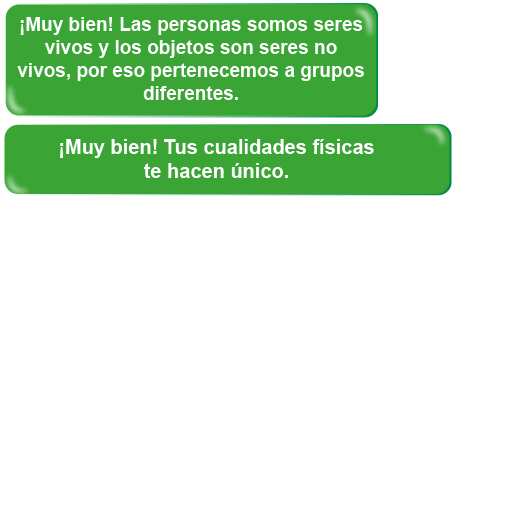 ¡Muy bien! Las personas somos seres
vivos y los objetos son seres no
vivos, por eso pertenecemos a grupos
diferentes.
¡Muy bien! Tus cualidades físicas
te hacen único.